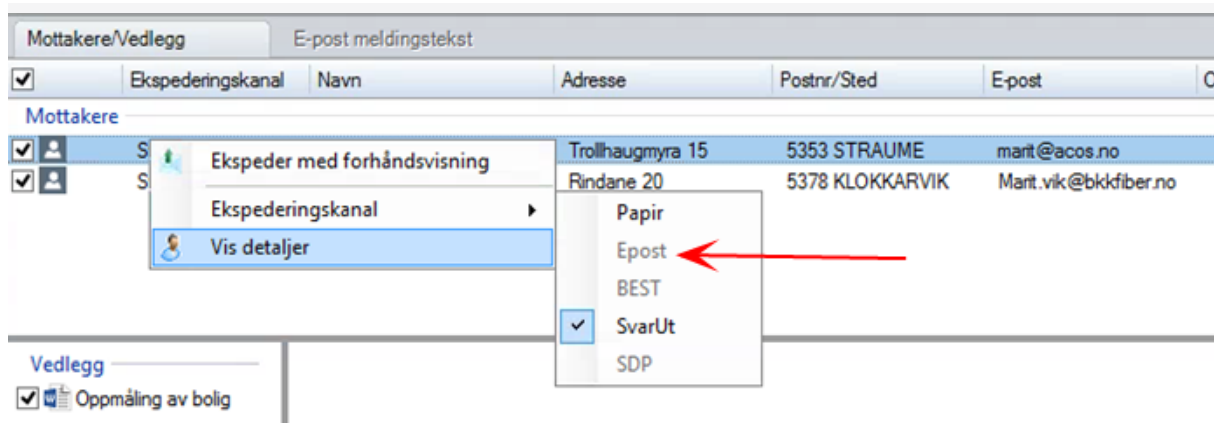 Mottakere/Vedlegg E-post meldingstekst
Ekspederingskanal Navn Adresse Postnr/Sted E-post
Mottakere
S Trollhaugmyra 15 5353 STRAUME marit@acos.no
S Rindane 20 5378 KLOKKARVIK Marit.vik@bkkfiber.no
Ekspeder med forhåndsvisning
Ekspederingskanal
Vis detaljer
Papir
Epost
BEST
SvarUt
SDP
Vedlegg
Oppmåling av bolig